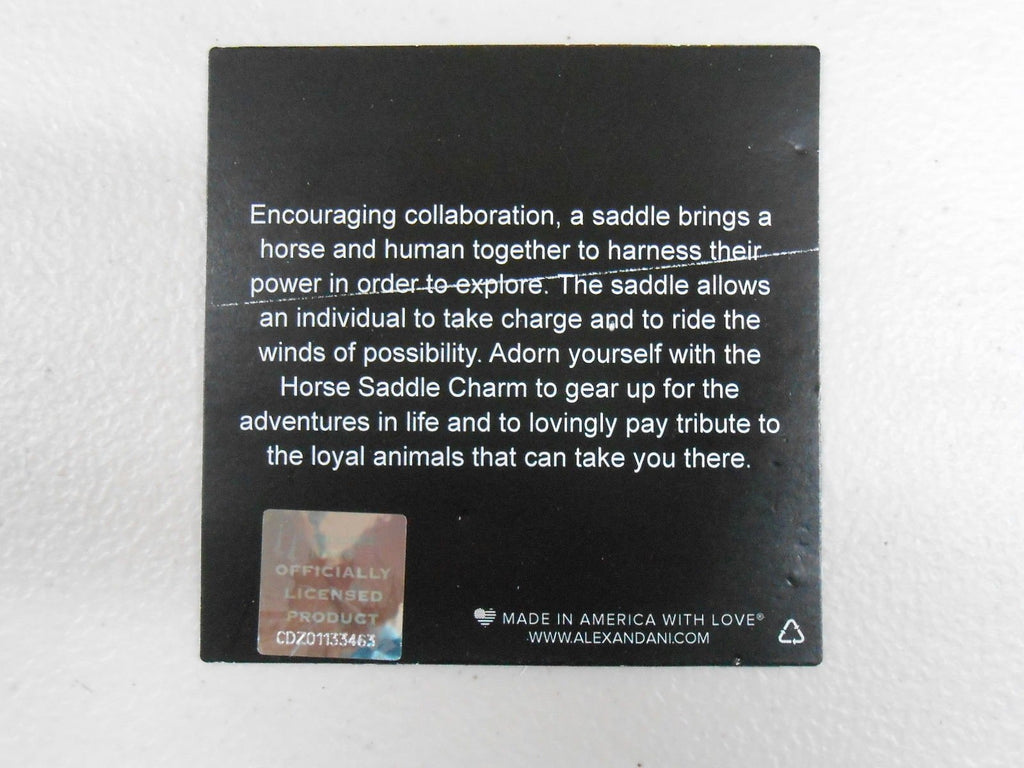 Encouraging collaboration, a saddle brings a
horse and human together to harness their
power in order to explore. The saddle allows
an individual to take charge and to ride the
winds of possibility. Adorn yourself with the
Horse Saddle Charm to gear up for the
adventures in life and to lovingly pay tribute to
the loyal animals that can take you there.
OFFICIALLY
LICENSED
PRODUCT
CDZ01133463
MADE IN AMERICA WITH LOVE®
WWW.ALEXANDANI.COM